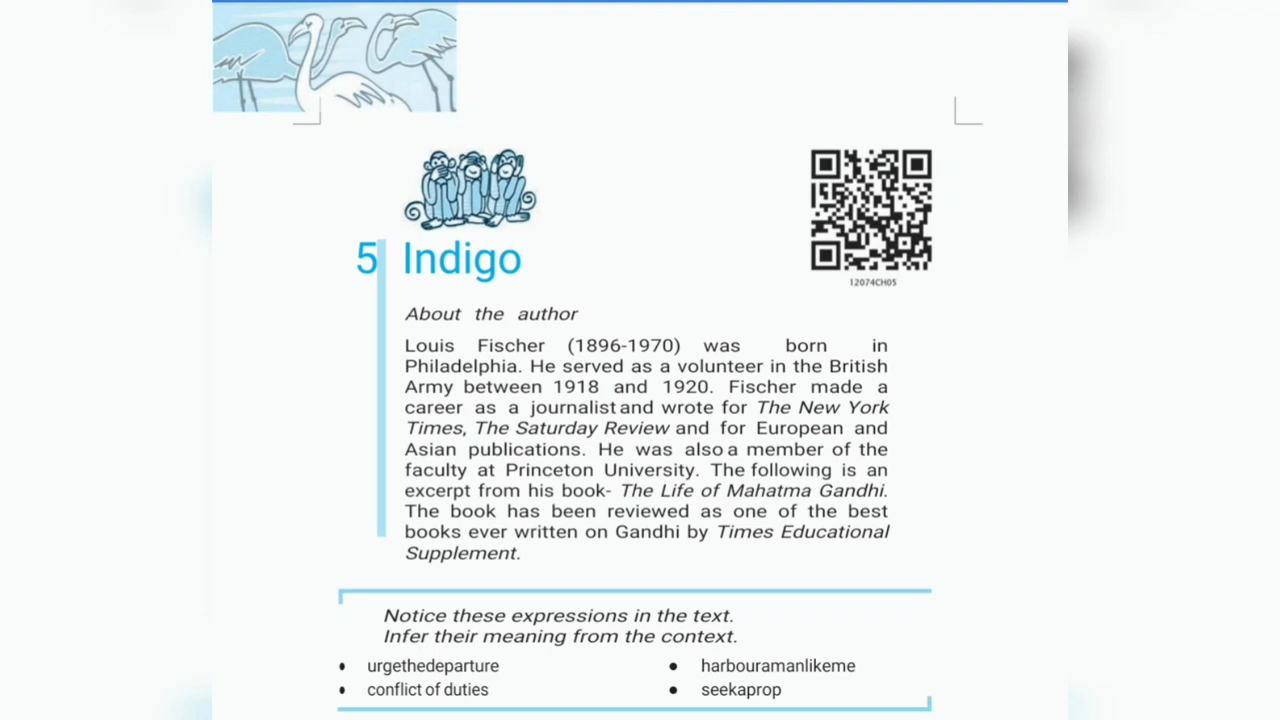 12074CH05
5 Indigo
About the author
Louis Fischer (1896-1970) was born in
Philadelphia. He served as a volunteer in the British
Army between 1918 and 1920. Fischer made a
career as a journalistand wrote for The New York
Times, The Saturday Review and for European and
Asian publications. He was alsoa member of the
faculty at Princeton University. The following is an
excerpt from his book- The Life of Mahatma Gandhi.
The book has been reviewed as one of the best
books ever written on Gandhi by Times Educational
Supplement.
Notice these expressions in the text.
Infer their meaning from the context.
• urgethedeparture
• harbouramanlikeme
• conflict of duties
• seekaprop